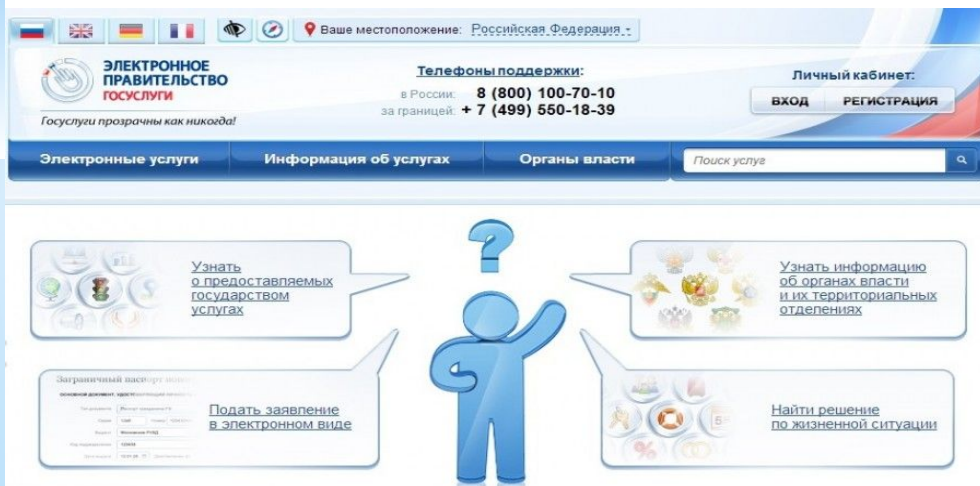 Ваше местоположение: Российская Федерация
ЭЛЕКТРОННОЕ
ПРАВИТЕЛЬСТВО
ГОСУСЛУГИ
Госуслуги прозрачны как никогда!
Телефоны поддержки:
в России: 8 (800) 100-70-10
за границей: + 7 (499) 550-18-39
Личный кабинет:
ВХОД РЕГИСТРАЦИЯ
Электронные услуги Информация об услугах Органы власти Поиск услуг
?
Узнать
о предоставляемых
государством
услугах
Узнать информацию
об органах власти
и их территориальных
отделениях
Заграничный паспорт
Подать заявление
в электронном виде
Найти решение
по жизненной ситуации
%